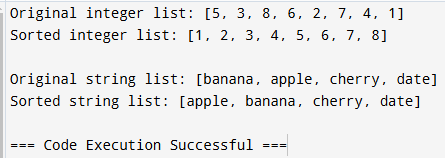 Original integer list: [5, 3, 8, 6, 2, 7, 4, 1]
Sorted integer list: [1, 2, 3, 4, 5, 6, 7, 8]
Original string list: [banana, apple, cherry, date]
Sorted string list: [apple, banana, cherry, date]
=== Code Execution Successful ===